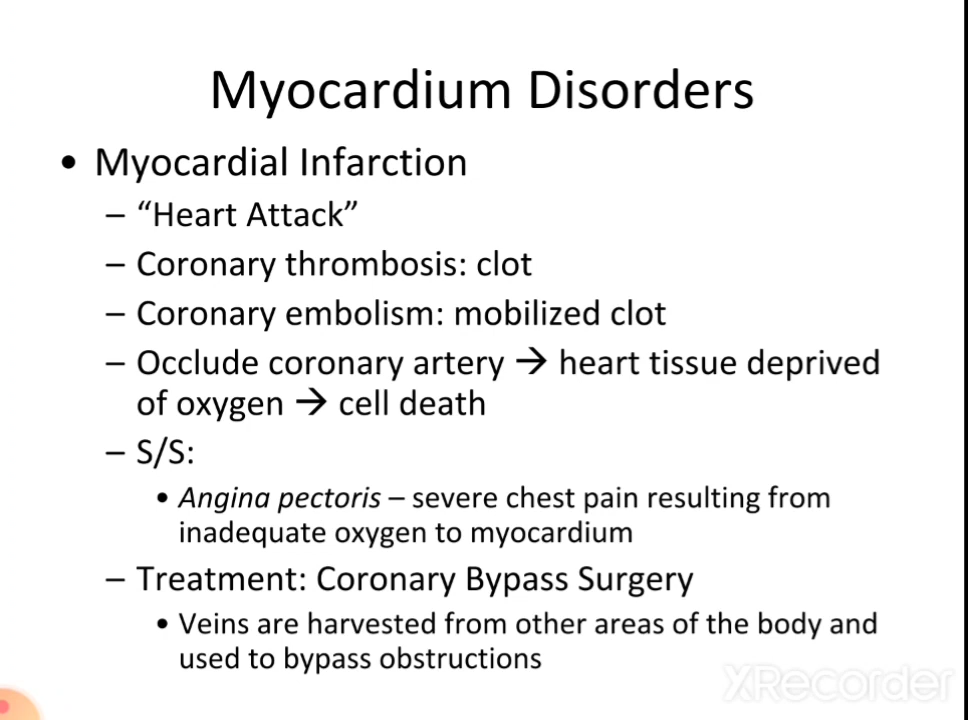 Myocardium Disorders
• Myocardial Infarction
– “Heart Attack”
– Coronary thrombosis: clot
– Coronary embolism: mobilized clot
– Occlude coronary artery → heart tissue deprived
of oxygen → cell death
– S/S:
• Angina pectoris – severe chest pain resulting from
inadequate oxygen to myocardium
– Treatment: Coronary Bypass Surgery
• Veins are harvested from other areas of the body and
used to bypass obstructions
XRecorder